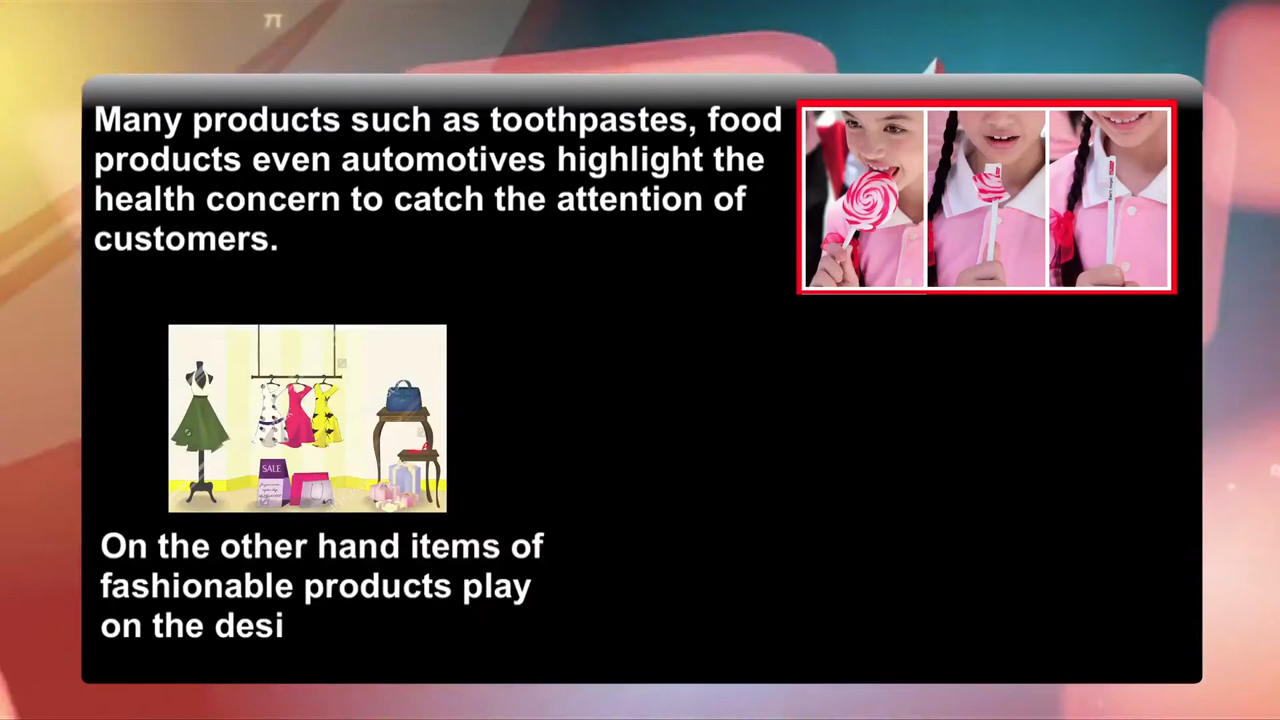 Many products such as toothpastes, food
products even automotives highlight the
health concern to catch the attention of
customers.
SALE
On the other hand items of
fashionable products play
on the desi